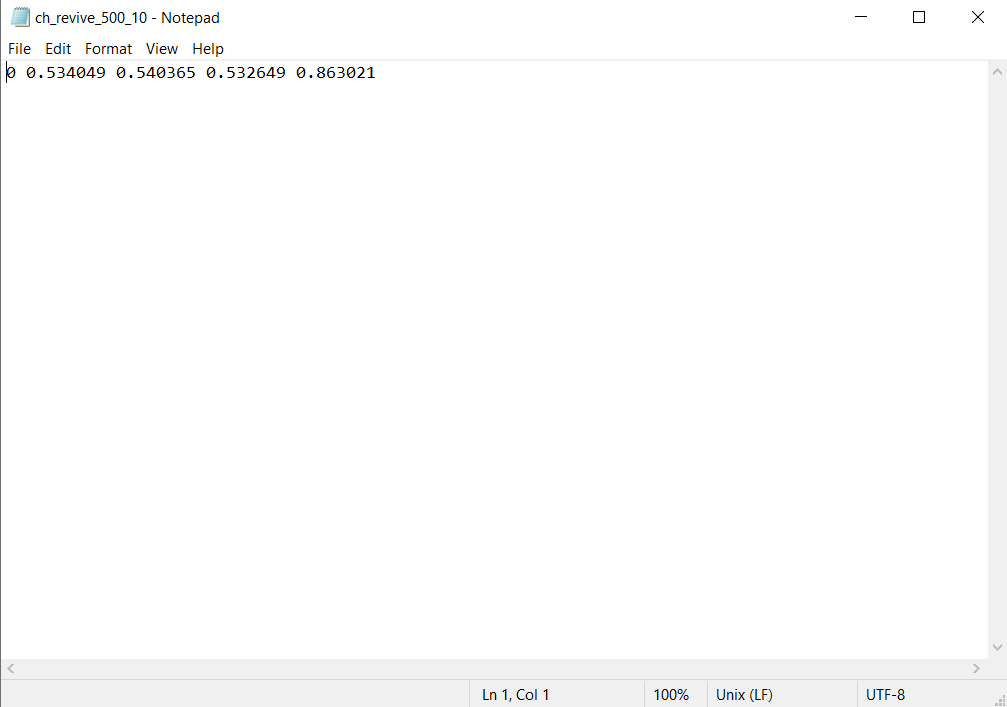 ch_revive_500_10 - Notepad
File Edit Format View Help
0 0.534049 0.540365 0.532649 0.863021
Ln 1, Col 1 100% Unix (LF) UTF-8